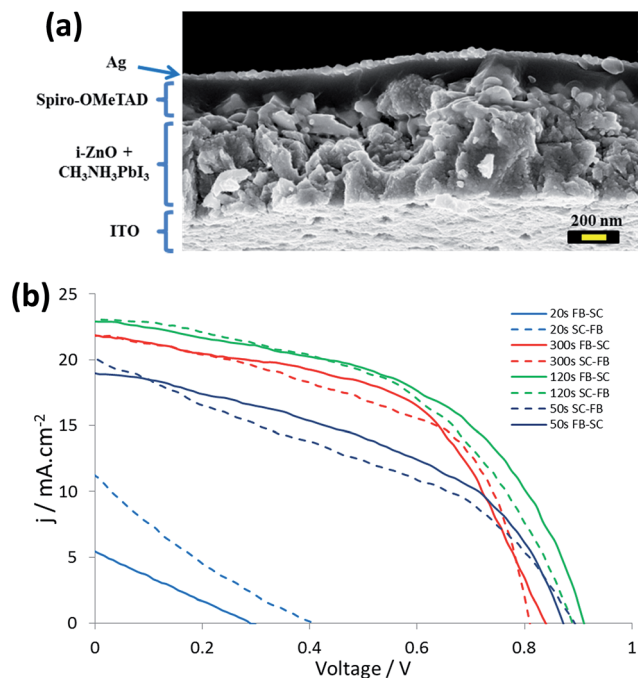 (a)
Ag
Spiro-OMeTAD
i-ZnO +
CH₃NH₃PbI₃
ITO
200 nm
(b)
25
20
15
10
5
0
j / mA.cm⁻²
20s FB-SC
20s SC-FB
300s FB-SC
300s SC-FB
120s FB-SC
120s SC-FB
50s SC-FB
50s FB-SC
0
0.2
0.4
0.6
0.8
1
Voltage / V